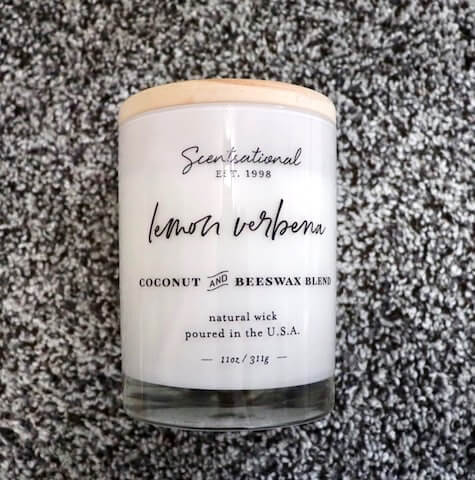 Scentsational
EST. 1998
lemon verbena
COCONUT AND BEESWAX BLEND
natural wick
poured in the U.S.A.
— 11oz / 311g —